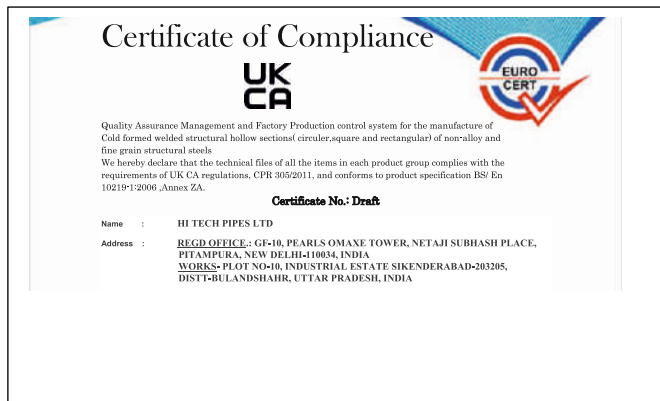 Certificate of Compliance
UK
CA
EURO
CERT
Quality Assurance Management and Factory Production control system for the manufacture of
Cold formed welded structural hollow sections( circuler,square and rectangular) of non-alloy and
fine grain structural steels
We hereby declare that the technical files of all the items in each product group complies with the
requirements of UK CA regulations, CPR 305/2011, and conforms to product specification BS/ En
10219-1:2006 ,Annex ZA.
Certificate No.: Draft
Name : HI TECH PIPES LTD
Address : REGD OFFICE.: GF-10, PEARLS OMAXE TOWER, NETAJI SUBHASH PLACE,
PITAMPURA, NEW DELHI-110034, INDIA
WORKS- PLOT NO-10, INDUSTRIAL ESTATE SIKENDERABAD-203205,
DISTT-BULANDSHAHR, UTTAR PRADESH, INDIA